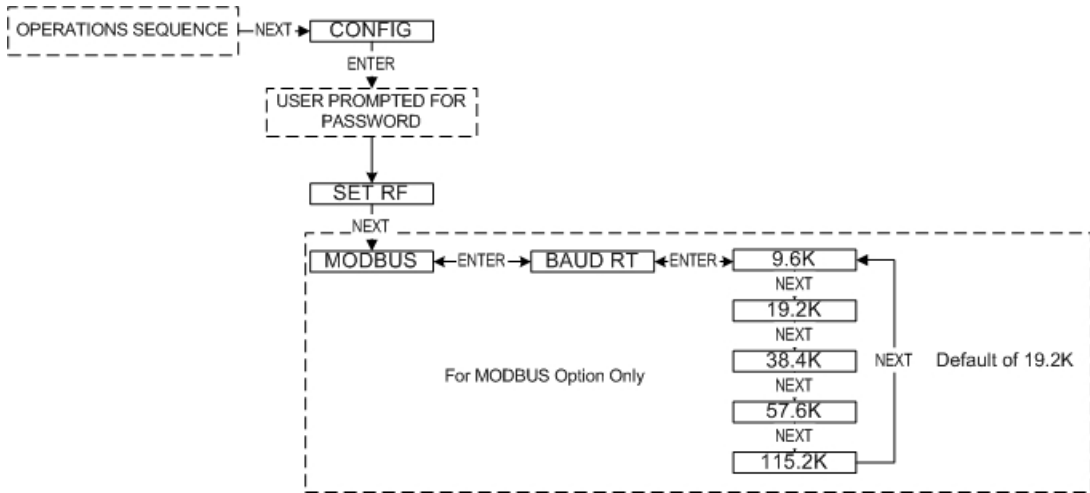 OPERATIONS SEQUENCE
NEXT
CONFIG
ENTER
USER PROMPTED FOR
PASSWORD
SET RF
NEXT
MODBUS
ENTER
BAUD RT
ENTER
9.6K
NEXT
19.2K
NEXT
38.4K
NEXT
57.6K
NEXT
115.2K
NEXT
Default of 19.2K
For MODBUS Option Only